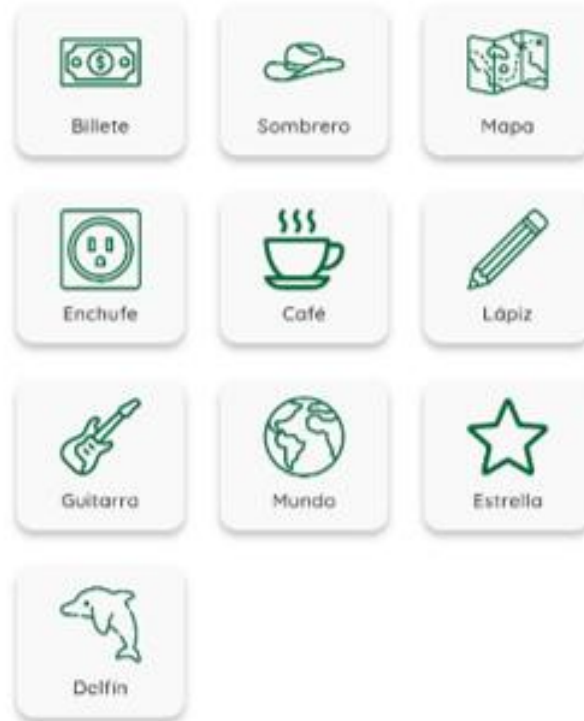 $
Billete
Sombrero
Mapa
Enchufe
Café
Lápiz
Guitarra
Mundo
Estrella
Delfín